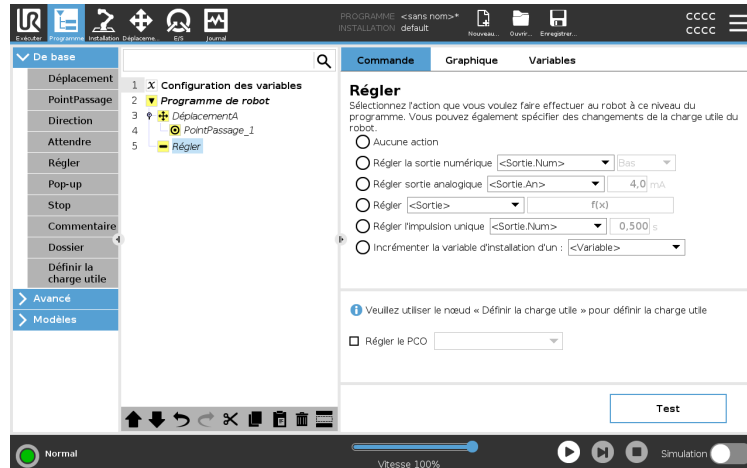 PROGRAMME <sans nom>*
INSTALLATION default
Exécuter
Programme
Installation
Déplaceme...
E/S
Journal
Nouveau...
Ouvrir...
Enregistrer...
cccc
cccc
De base
Déplacement
PointPassage
Direction
Attendre
Régler
Pop-up
Stop
Commentaire
Dossier
Définir la
charge utile
Avancé
Modèles
1 X Configuration des variables
2 Programme de robot
3 DéplacementA
4 PointPassage_1
5 Régler
Commande Graphique Variables
Régler
Sélectionnez l'action que vous voulez faire effectuer au robot à ce niveau du
programme. Vous pouvez également spécifier des changements de la charge utile du
robot.
Aucune action
Régler la sortie numérique <Sortie.Num> Bas
Régler sortie analogique <Sortie.An> 4,0 mA
Régler <Sortie> f(x)
Régler l'impulsion unique <Sortie.Num> 0,500 s
Incrémenter la variable d'installation d'un : <Variable>
Veuillez utiliser le nœud « Définir la charge utile » pour définir la charge utile
Régler le PCO
Test
Normal
Vitesse 100%
Simulation